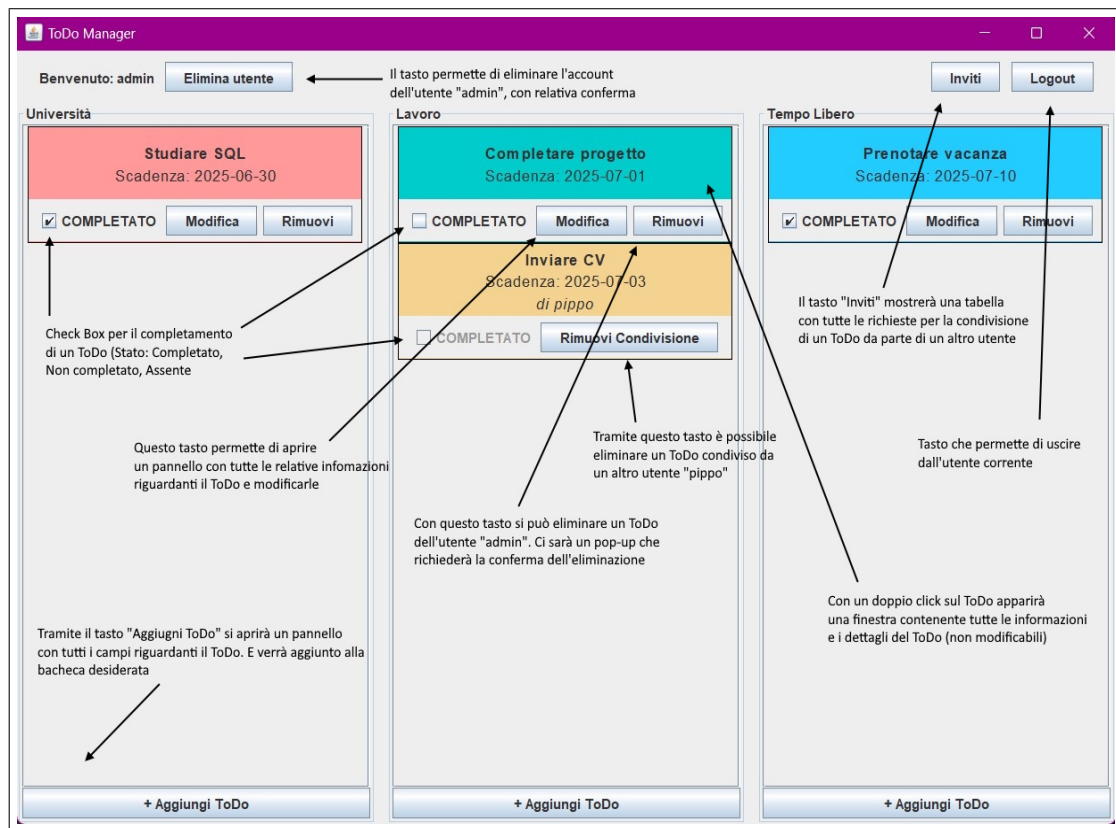 ToDo Manager
Benvenuto: admin
Elimina utente
Il tasto permette di eliminare l'account
dell'utente "admin", con relativa conferma
Inviti
Logout
Università
Studiare SQL
Scadenza: 2025-06-30
COMPLETATO
Modifica
Rimuovi
Lavoro
Completare progetto
Scadenza: 2025-07-01
COMPLETATO
Modifica
Rimuovi
Inviare CV
Scadenza: 2025-07-03
di pippo
COMPLETATO
Rimuovi Condivisione
Tempo Libero
Prenotare vacanza
Scadenza: 2025-07-10
COMPLETATO
Modifica
Rimuovi
Check Box per il completamento
di un ToDo (Stato: Completato,
Non completato, Assente
Il tasto "Inviti" mostrerà una tabella
con tutte le richieste per la condivisione
di un ToDo da parte di un altro utente
Questo tasto permette di aprire
un pannello con tutte le relative infomazioni
riguardanti il ToDo e modificarle
Tramite questo tasto è possibile
eliminare un ToDo condiviso da
un altro utente "pippo"
Tasto che permette di uscire
dall'utente corrente
Con questo tasto si può eliminare un ToDo
dell'utente "admin". Ci sarà un pop-up che
richiederà la conferma dell'eliminazione
Con un doppio click sul ToDo apparirà
una finestra contenente tutte le informazioni
e i dettagli del ToDo (non modificabili)
Tramite il tasto "Aggiugni ToDo" si aprirà un pannello
con tutti i campi riguardanti il ToDo. E verrà aggiunto alla
bacheca desiderata
+ Aggiungi ToDo
+ Aggiungi ToDo
+ Aggiungi ToDo